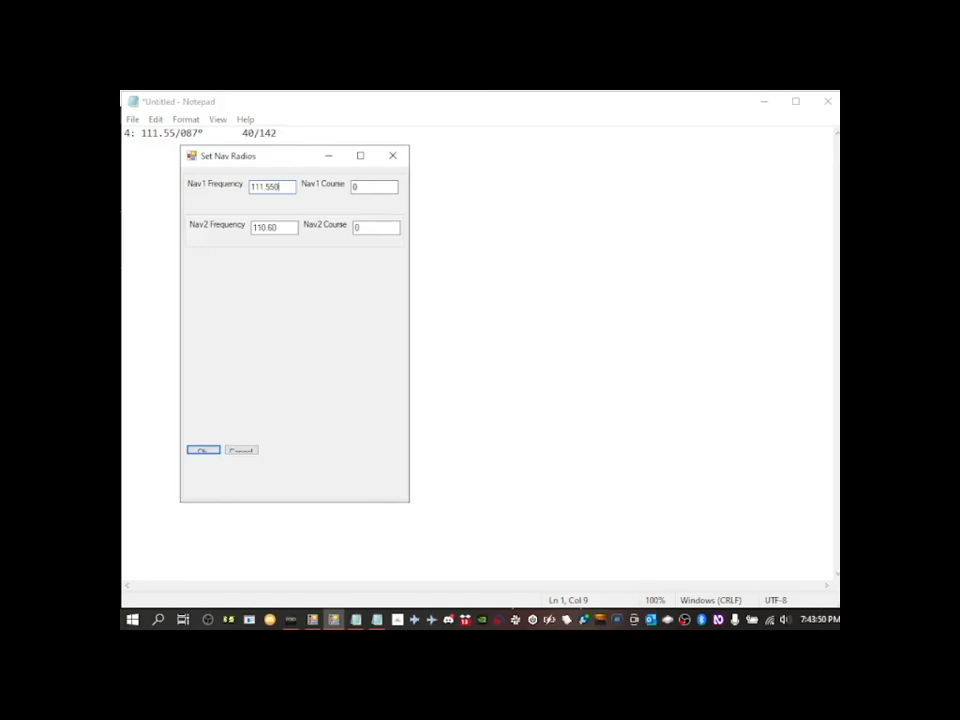 *Untitled - Notepad
File Edit Format View Help
4: 111.55/087° 40/142
Set Nav Radios
Nav1 Frequency 111.550 Nav1 Course 0
Nav2 Frequency 110.60 Nav2 Course 0
Ok Cancel
Ln 1, Col 9 100% Windows (CRLF) UTF-8
7:43:50 PM